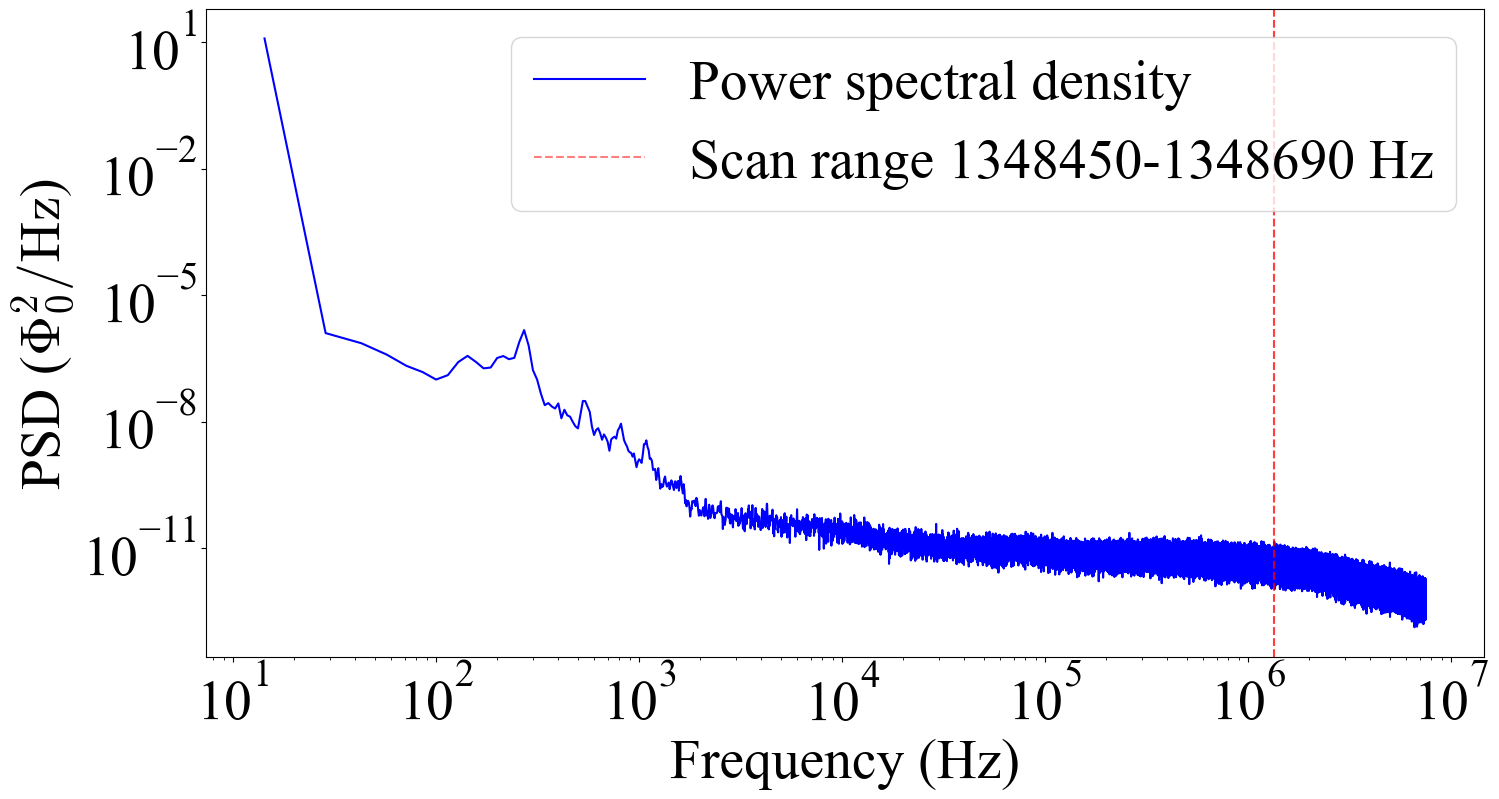 10^1
10^−2
10^−5
10^−8
10^−11
PSD (Φ_0^2/Hz)
Power spectral density
Scan range 1348450-1348690 Hz
10^1 10^2 10^3 10^4 10^5 10^6 10^7
Frequency (Hz)